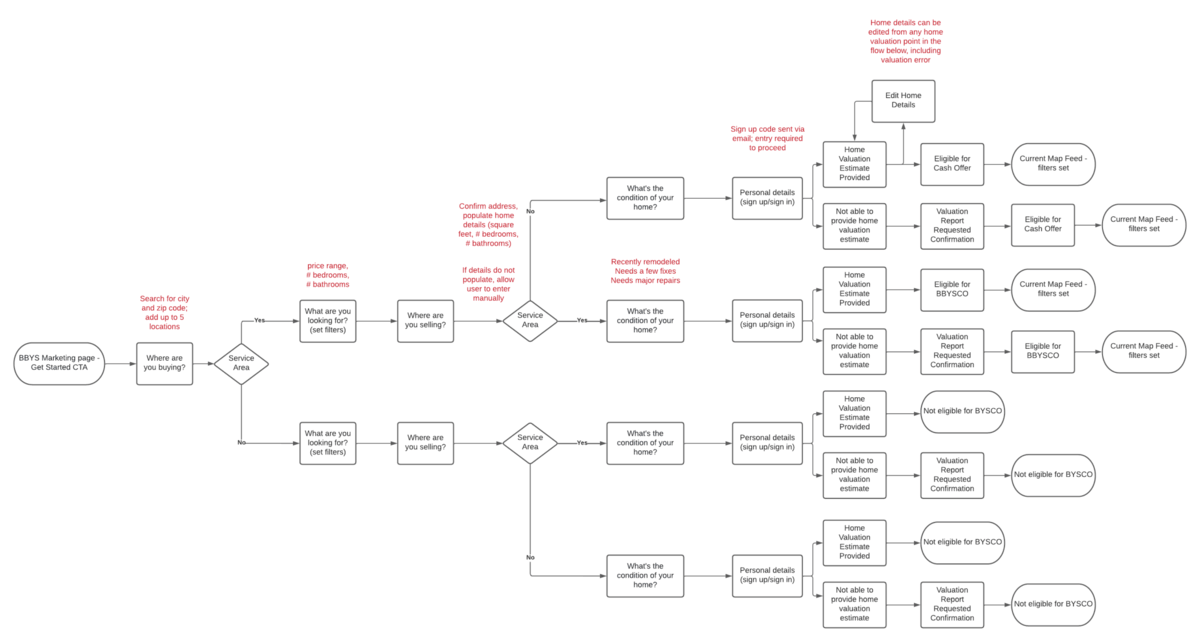 Home details can be
edited from any home
valuation point in the
flow below, including
valuation error
Edit Home
Details
Sign up code sent via
email; entry required
to proceed
Home
Valuation
Estimate
Provided
Eligible for
Cash Offer
Current Map Feed -
filters set
What's the
condition of your
home?
Personal details
(sign up/sign in)
Confirm address,
populate home
details (square
feet, # bedrooms,
# bathrooms)
No
Not able to
provide home
valuation
estimate
Valuation
Report
Requested
Confirmation
Eligible for
Cash Offer
Current Map Feed -
filters set
price range,
# bedrooms,
# bathrooms
If details do not
populate, allow
user to enter
manually
Recently remodeled
Needs a few fixes
Needs major repairs
Home
Valuation
Estimate
Provided
Eligible for
BBYSCO
Current Map Feed -
filters set
Search for city
and zip code;
add up to 5
locations
Yes
What are you
looking for?
(set filters)
Where are
you selling?
Service
Area
Yes
What's the
condition of your
home?
Personal details
(sign up/sign in)
Not able to
provide home
valuation
estimate
Valuation
Report
Requested
Confirmation
Eligible for
BBYSCO
Current Map Feed -
filters set
BBYS Marketing page -
Get Started CTA
Where are
you buying?
Service
Area
Home
Valuation
Estimate
Provided
Not eligible for BYSCO
No
What are you
looking for?
(set filters)
Where are
you selling?
Service
Area
Yes
What's the
condition of your
home?
Personal details
(sign up/sign in)
Not able to
provide home
valuation
estimate
Valuation
Report
Requested
Confirmation
Not eligible for BYSCO
Home
Valuation
Estimate
Provided
Not eligible for BYSCO
No
What's the
condition of your
home?
Personal details
(sign up/sign in)
Not able to
provide home
valuation
estimate
Valuation
Report
Requested
Confirmation
Not eligible for BYSCO